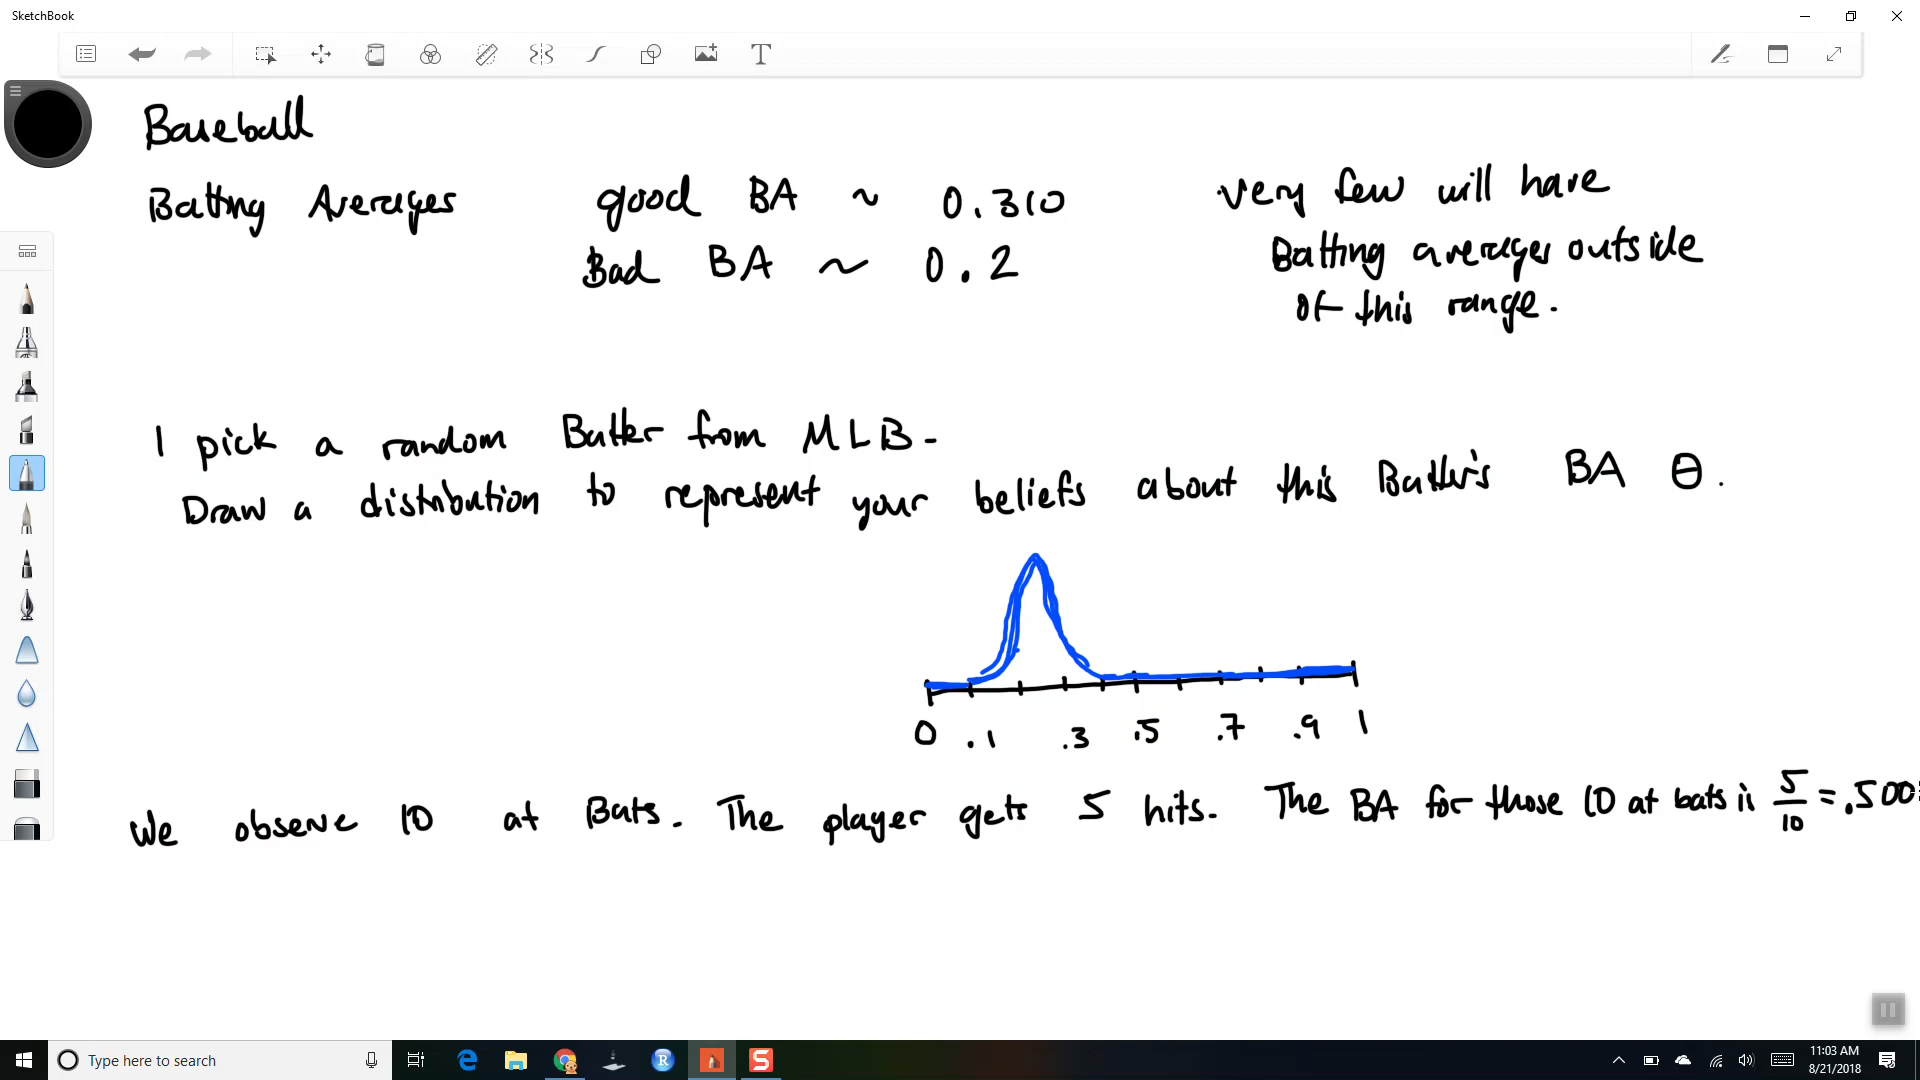 SketchBook
Baseball
Batting Averages good BA ~ 0.310
Bad BA ~ 0.2
very few will have
Batting averages outside
of this range.
I pick a random Batter from MLB.
Draw a distribution to represent your beliefs about this Batter's BA θ.
0 .1 .3 .5 .7 .9 1
We observe 10 at Bats. The player gets 5 hits. The BA for those 10 at bats is 5/10 = .500
Type here to search
11:03 AM
8/21/2018